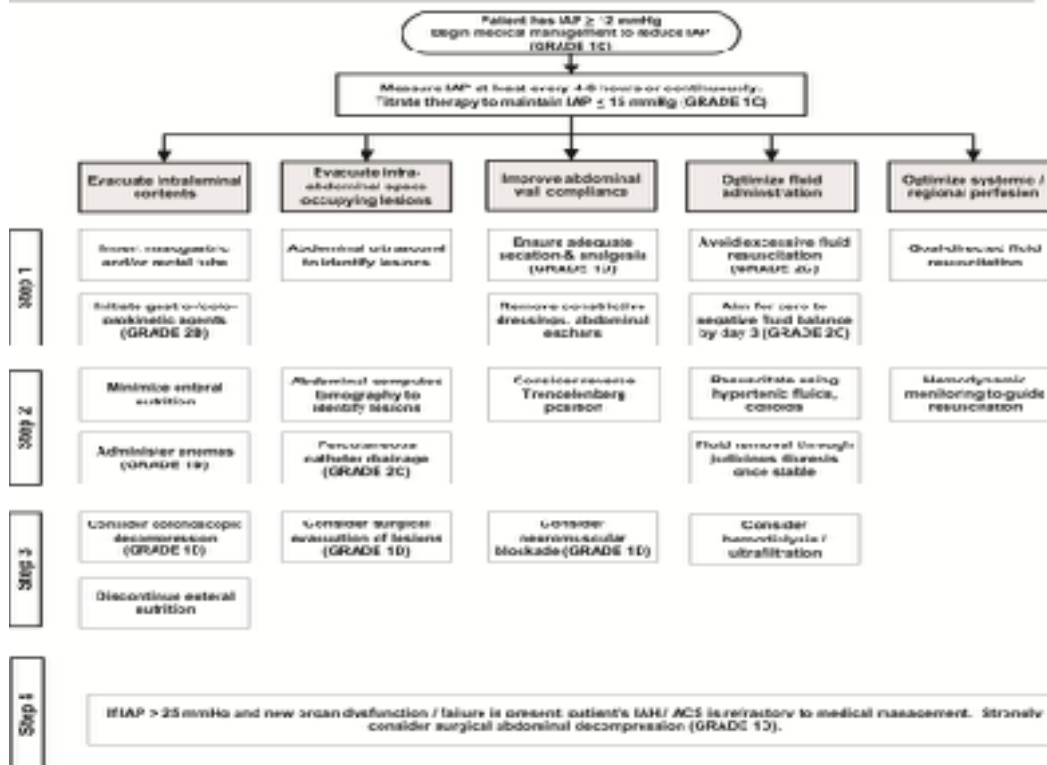 Patient has IAP ≥ 12 mmHg
Begin medical management to reduce IAP
(GRADE 1C)
Measure IAP at least every 4-6 hours or continuously.
Titrate therapy to maintain IAP ≤ 15 mmHg (GRADE 1C)
Evacuate intraluminal
contents
Evacuate intra-
abdominal space
occupying lesions
Improve abdominal
wall compliance
Optimize fluid
administration
Optimize systemic /
regional perfusion
Step 1
Insert nasogastric
and/or rectal tube
Abdominal ultrasound
to identify lesions
Ensure adequate
sedation & analgesia
(GRADE 1D)
Avoid excessive fluid
resuscitation
(GRADE 2C)
Goal-directed fluid
resuscitation
Initiate gastro-/colo-
prokinetic agents
(GRADE 2D)
Remove constrictive
dressings, abdominal
eschars
Aim for zero to
negative fluid balance
by day 3 (GRADE 2C)
Step 2
Minimize enteral
nutrition
Abdominal computed
tomography to
identify lesions
Consider reverse
Trendelenberg
position
Resuscitate using
hypertonic fluids,
colloids
Hemodynamic
monitoring to guide
resuscitation
Administer enemas
(GRADE 1D)
Percutaneous
catheter drainage
(GRADE 2C)
Fluid removal through
judicious diuresis
once stable
Step 3
Consider colonoscopic
decompression
(GRADE 1D)
Consider surgical
evacuation of lesions
(GRADE 1D)
Consider
neuromuscular
blockade (GRADE 1D)
Consider
hemodialysis /
ultrafiltration
Discontinue enteral
nutrition
Step 4
If IAP > 25 mmHg and new organ dysfunction / failure is present, patient's IAH / ACS is refractory to medical management. Strongly
consider surgical abdominal decompression (GRADE 1D).